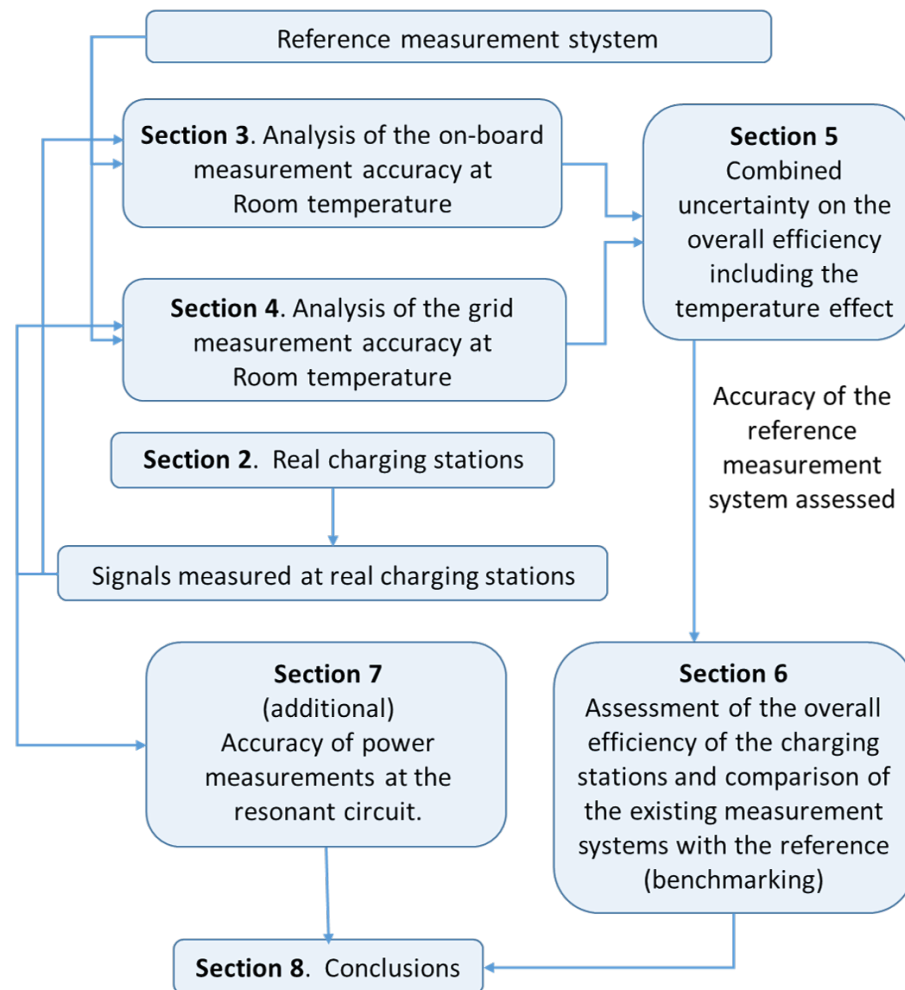 Reference measurement stystem
Section 3. Analysis of the on-board
measurement accuracy at
Room temperature
Section 5
Combined
uncertainty on the
overall efficiency
including the
temperature effect
Section 4. Analysis of the grid
measurement accuracy at
Room temperature
Accuracy of the
reference
measurement
system assessed
Section 2. Real charging stations
Signals measured at real charging stations
Section 7
(additional)
Accuracy of power
measurements at the
resonant circuit.
Section 6
Assessment of the overall
efficiency of the charging
stations and comparison of
the existing measurement
systems with the reference
(benchmarking)
Section 8. Conclusions